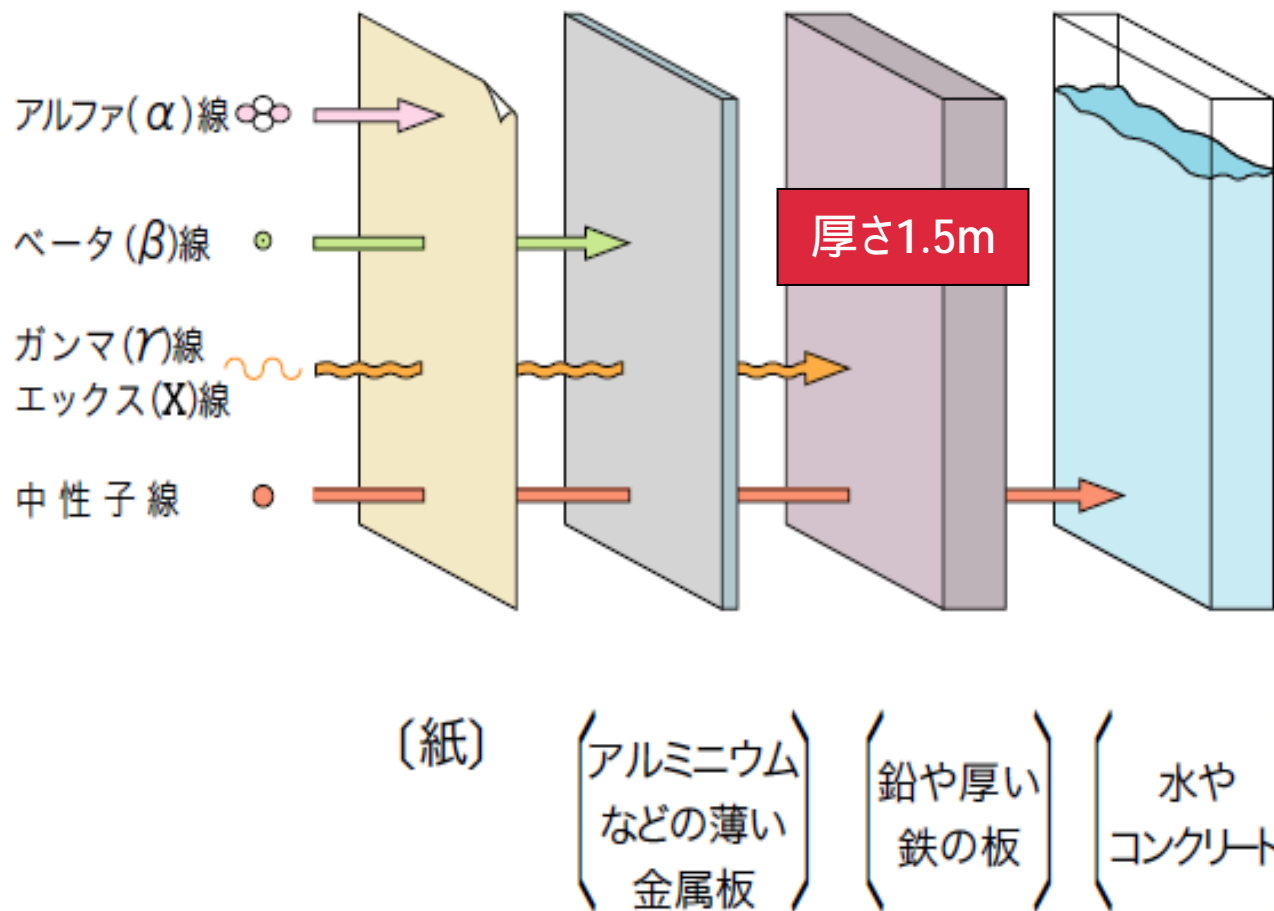 アルファ(α)線
ベータ(β)線
厚さ1.5m
ガンマ(γ)線
エックス(X)線
中性子線
〔紙〕
アルミニウム
などの薄い
金属板
鉛や厚い
鉄の板
水や
コンクリート